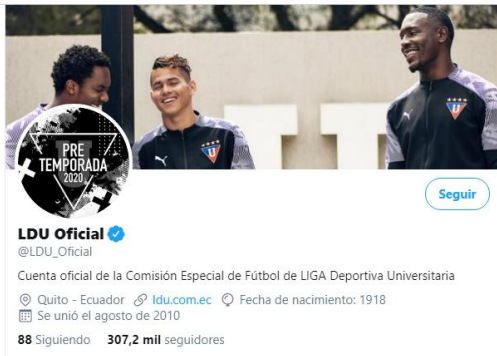 PRE
TEMPORADA
2020
Seguir
LDU Oficial
@LDU_Oficial
Cuenta oficial de la Comisión Especial de Fútbol de LIGA Deportiva Universitaria
Quito - Ecuador ldu.com.ec Fecha de nacimiento: 1918
Se unió el agosto de 2010
88 Siguiendo 307,2 mil seguidores